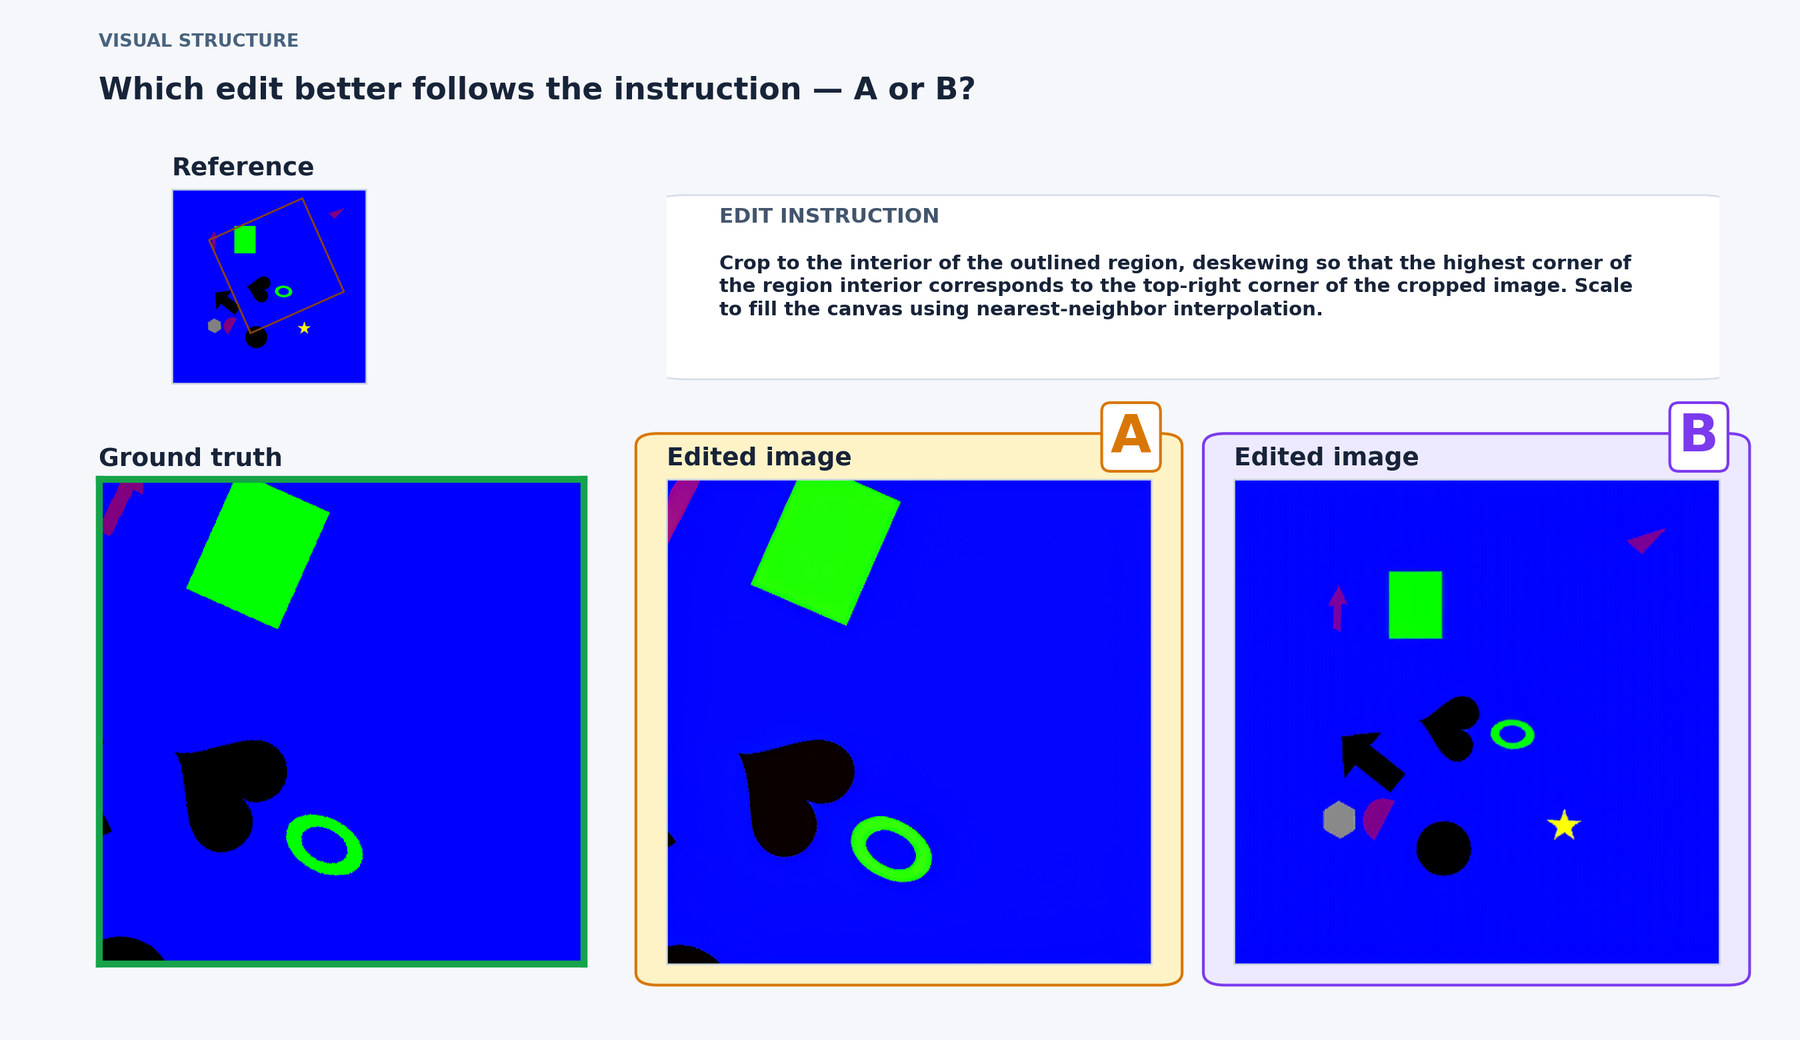 VISUAL STRUCTURE
Which edit better follows the instruction — A or B?
Reference
EDIT INSTRUCTION
Crop to the interior of the outlined region, deskewing so that the highest corner of
the region interior corresponds to the top-right corner of the cropped image. Scale
to fill the canvas using nearest-neighbor interpolation.
Ground truth
Edited image
A
Edited image
B